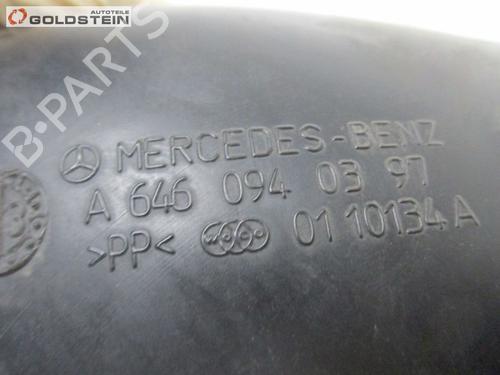 AUTOTEILE
GOLDSTEIN
MERCEDES-BENZ
A 646 094 03 97
>PP< 01 10134 A
B-PARTS